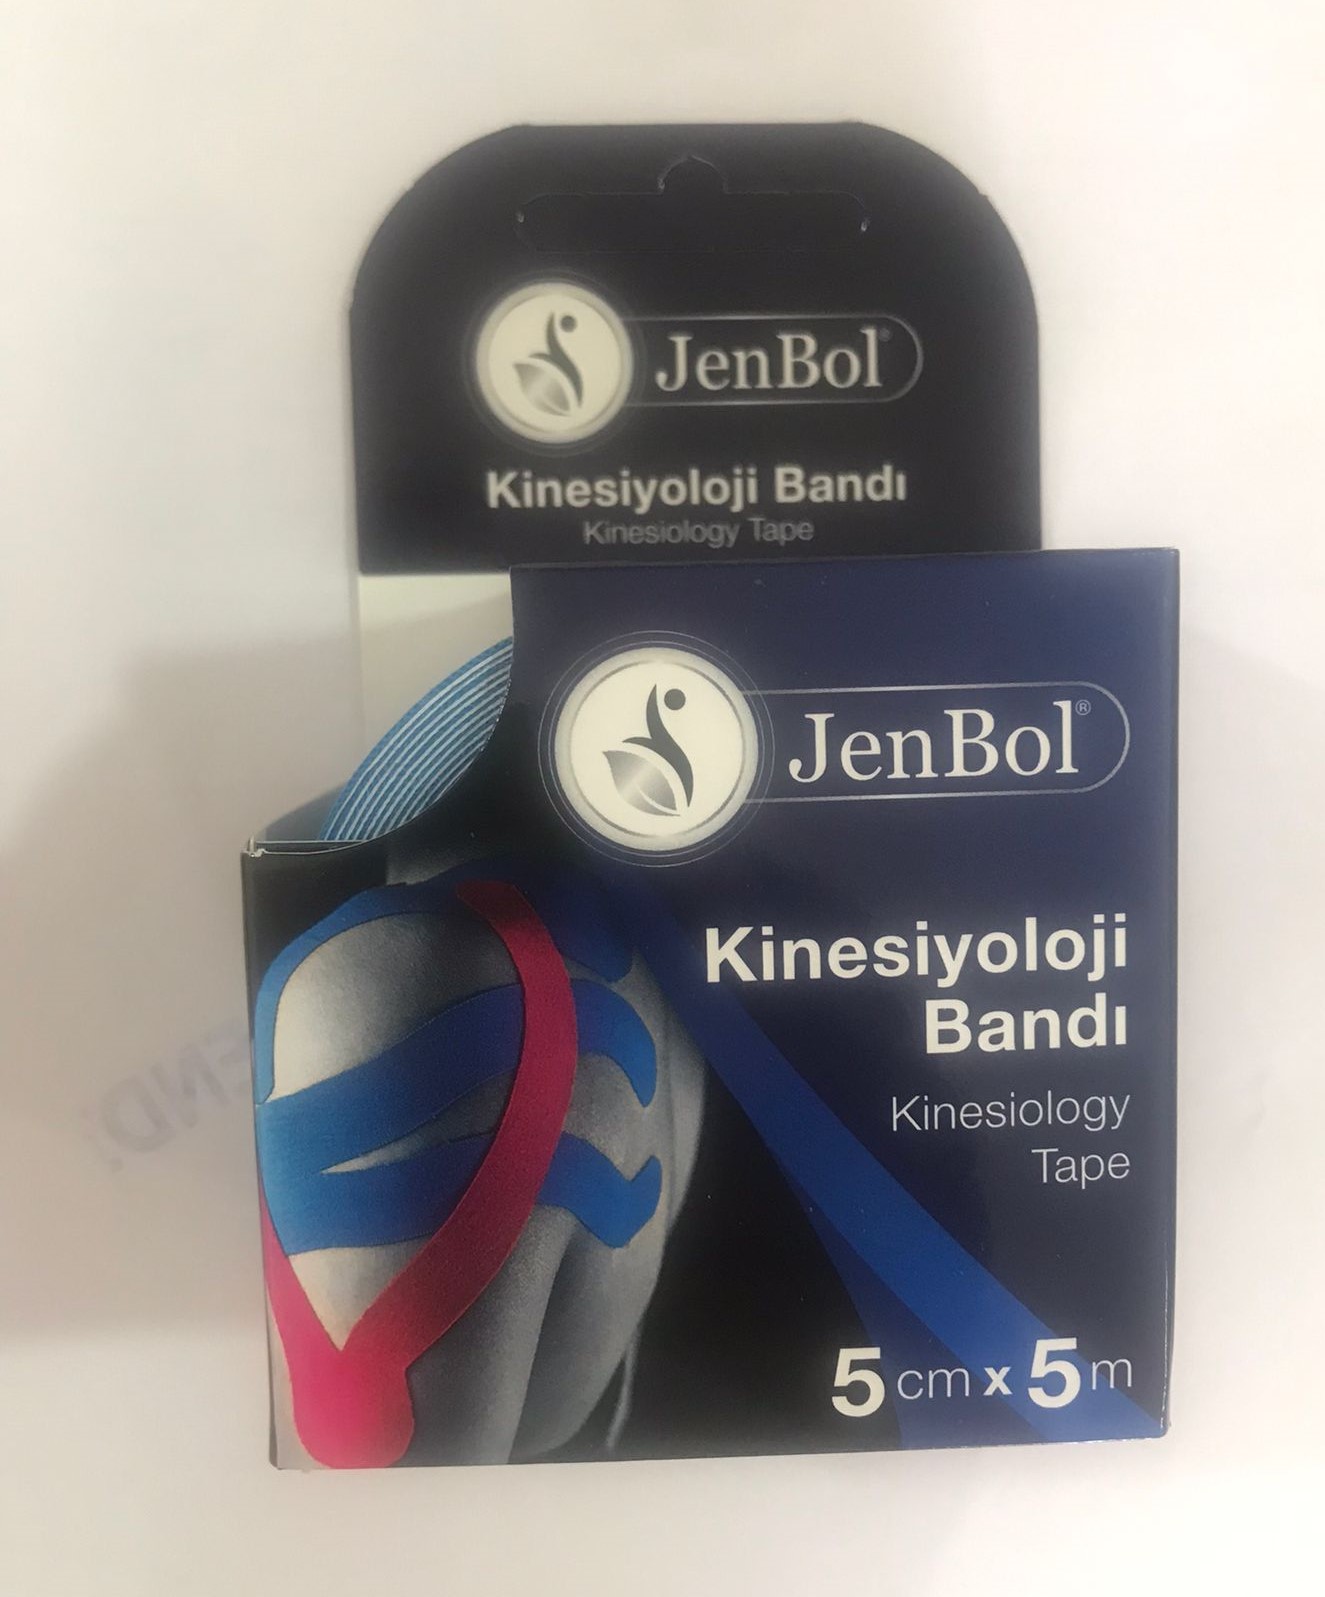 JenBol®
Kinesiyoloji Bandı
Kinesiology Tape
JenBol®
Kinesiyoloji
Bandı
Kinesiology
Tape
5 cm x 5 m